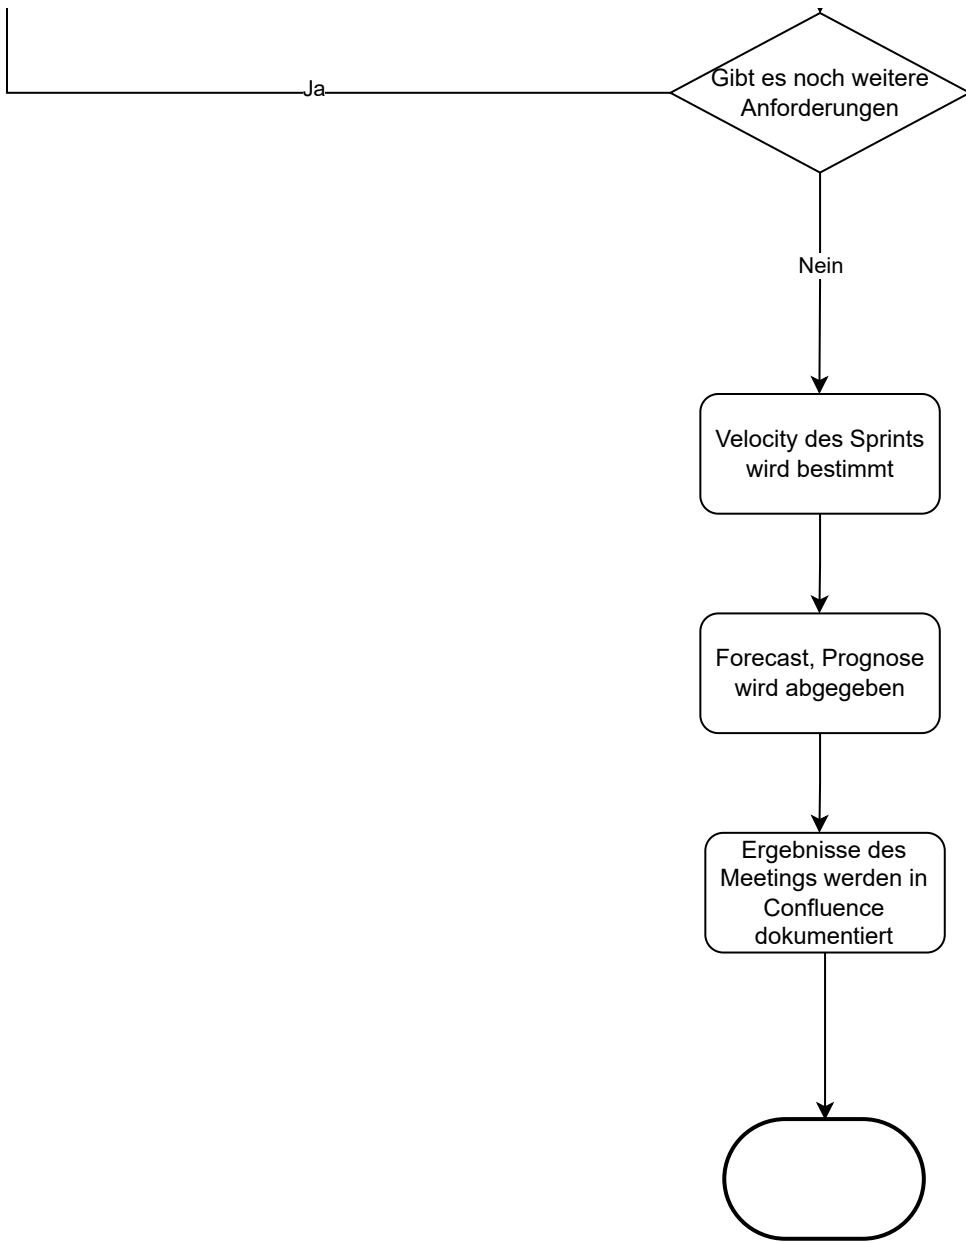 Gibt es noch weitere
Anforderungen
Ja
Nein
Velocity des Sprints
wird bestimmt
Forecast, Prognose
wird abgegeben
Ergebnisse des
Meetings werden in
Confluence
dokumentiert